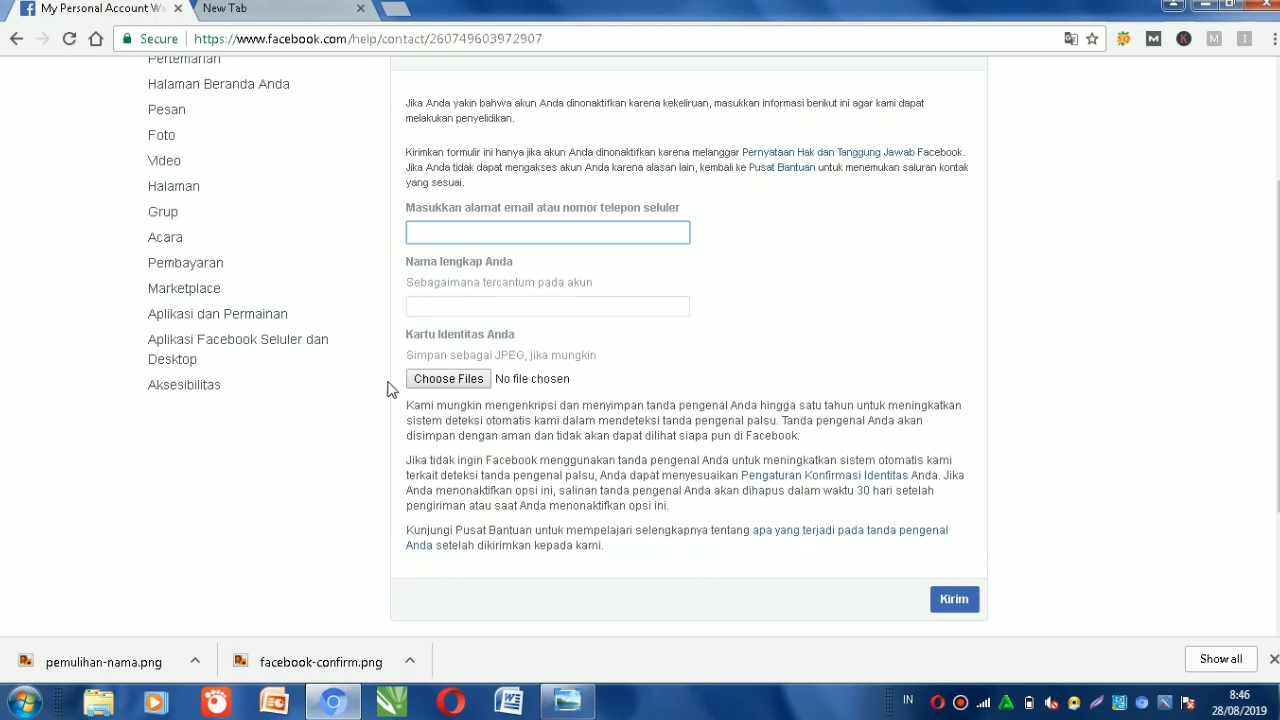 My Personal Account Wa
New Tab
Secure
https://www.facebook.com/help/contact/260749603972907
Pertemanan
Halaman Beranda Anda
Pesan
Foto
Video
Halaman
Grup
Acara
Pembayaran
Marketplace
Aplikasi dan Permainan
Aplikasi Facebook Seluler dan
Desktop
Aksesibilitas
Jika Anda yakin bahwa akun Anda dinonaktifkan karena kekeliruan, masukkan informasi berikut ini agar kami dapat
melakukan penyelidikan.
Kirimkan formulir ini hanya jika akun Anda dinonaktifkan karena melanggar Pernyataan Hak dan Tanggung Jawab Facebook.
Jika Anda tidak dapat mengakses akun Anda karena alasan lain, kembali ke Pusat Bantuan untuk menemukan saluran kontak
yang sesuai.
Masukkan alamat email atau nomor telepon seluler
Nama lengkap Anda
Sebagaimana tercantum pada akun
Kartu Identitas Anda
Simpan sebagai JPEG, jika mungkin
Choose Files No file chosen
Kami mungkin mengenkripsi dan menyimpan tanda pengenal Anda hingga satu tahun untuk meningkatkan
sistem deteksi otomatis kami dalam mendeteksi tanda pengenal palsu. Tanda pengenal Anda akan
disimpan dengan aman dan tidak akan dapat dilihat siapa pun di Facebook.
Jika tidak ingin Facebook menggunakan tanda pengenal Anda untuk meningkatkan sistem otomatis kami
terkait deteksi tanda pengenal palsu, Anda dapat menyesuaikan Pengaturan Konfirmasi Identitas Anda. Jika
Anda menonaktifkan opsi ini, salinan tanda pengenal Anda akan dihapus dalam waktu 30 hari setelah
pengiriman atau saat Anda menonaktifkan opsi ini.
Kunjungi Pusat Bantuan untuk mempelajari selengkapnya tentang apa yang terjadi pada tanda pengenal
Anda setelah dikirimkan kepada kami.
Kirim
pemulihan-nama.png
facebook-confirm.png
Show all
IN
8:46
28/08/2019